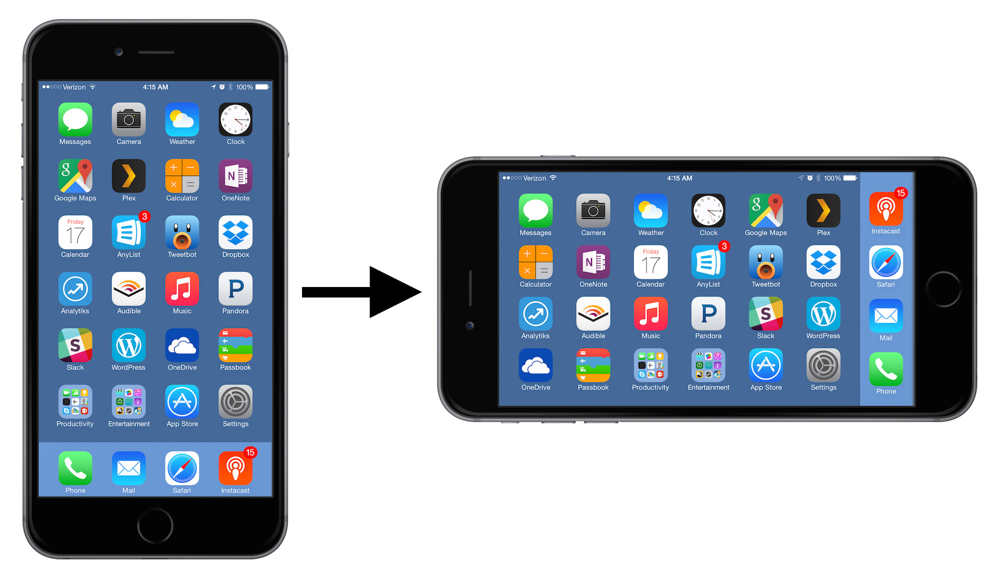 Verizon 4:15 AM 100%
Messages Camera Weather Clock
g
Google Maps Plex Calculator OneNote
Friday
17
3
Calendar AnyList Tweetbot Dropbox
P
Analytiks Audible Music Pandora
S
W
Slack WordPress OneDrive Passbook
Productivity Entertainment App Store Settings
15
Phone Mail Safari Instacast
Verizon 4:15 AM 100%
15
g
Messages Camera Weather Clock Google Maps Plex Instacast
N
Friday
17
3
Calculator OneNote Calendar AnyList Tweetbot Dropbox Safari
P
S
W
Analytiks Audible Music Pandora Slack WordPress Mail
OneDrive Passbook Productivity Entertainment App Store Settings Phone